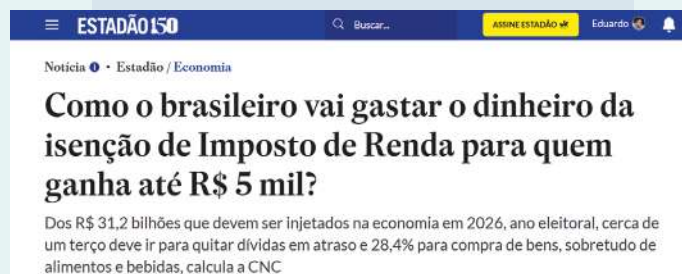 ESTADÃO 150
Buscar...
ASSINE ESTADÃO
Eduardo
Notícia • Estadão / Economia
Como o brasileiro vai gastar o dinheiro da
isenção de Imposto de Renda para quem
ganha até R$ 5 mil?
Dos R$ 31,2 bilhões que devem ser injetados na economia em 2026, ano eleitoral, cerca de
um terço deve ir para quitar dívidas em atraso e 28,4% para compra de bens, sobretudo de
alimentos e bebidas, calcula a CNC